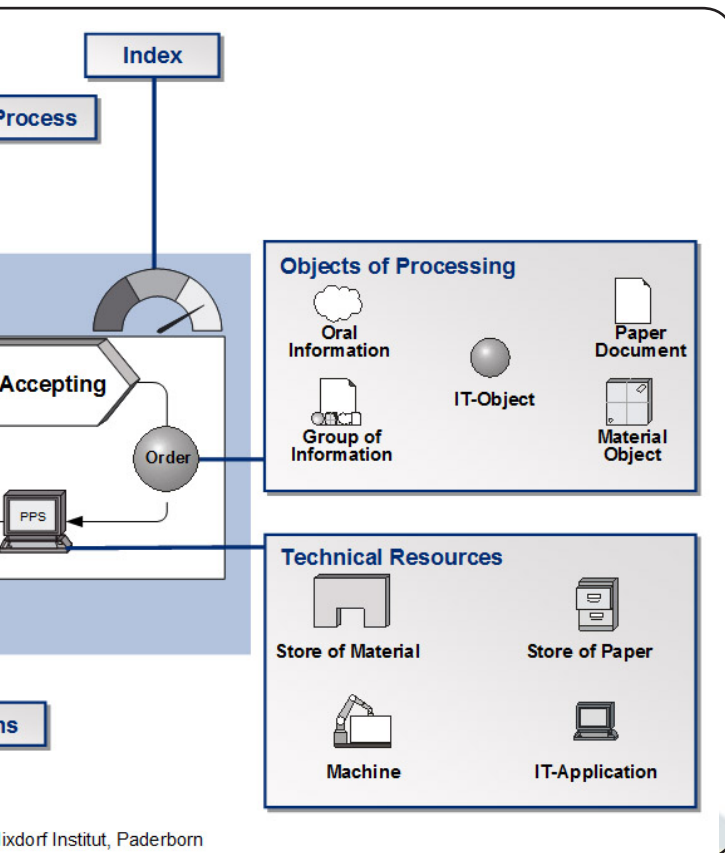 Index
Process
Objects of Processing
Oral
Information
Paper
Document
IT-Object
Group of
Information
Material
Object
Accepting
Order
PPS
Technical Resources
Store of Material
Store of Paper
Machine
IT-Application
ns
ixdorf Institut, Paderborn